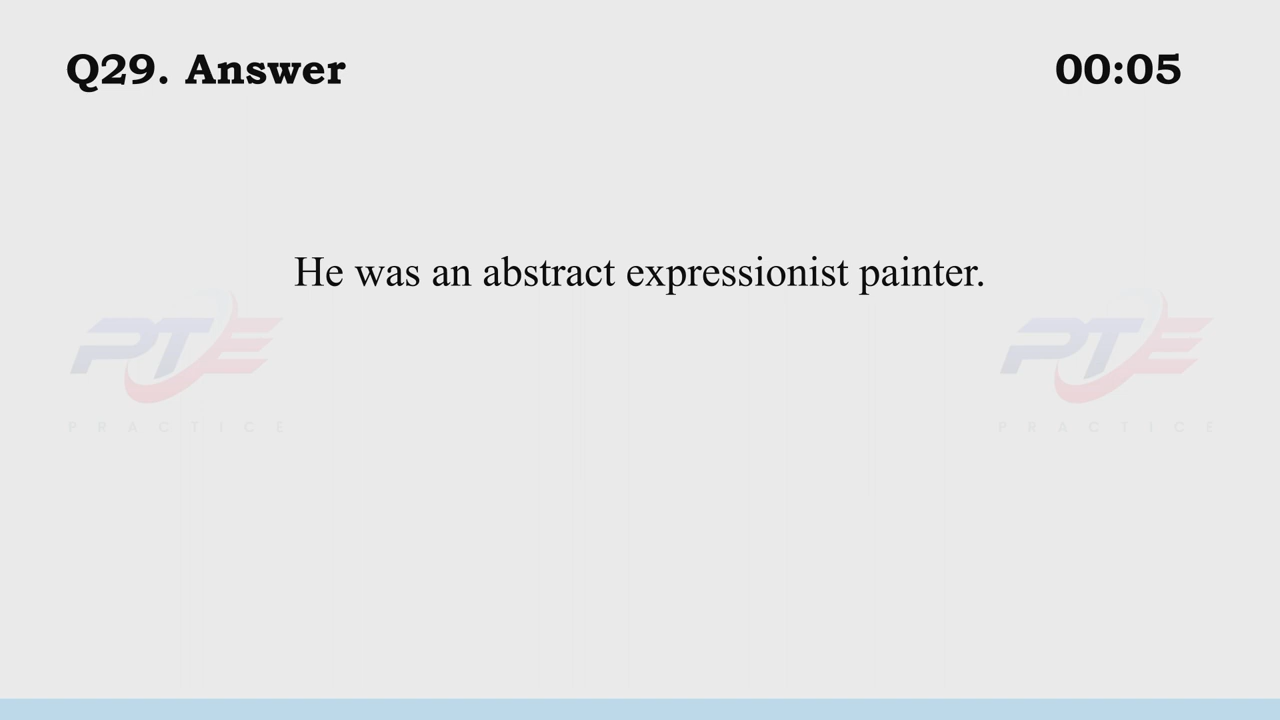 Q29. Answer
00:05
He was an abstract expressionist painter.
PTE
PRACTICE
PTE
PRACTICE